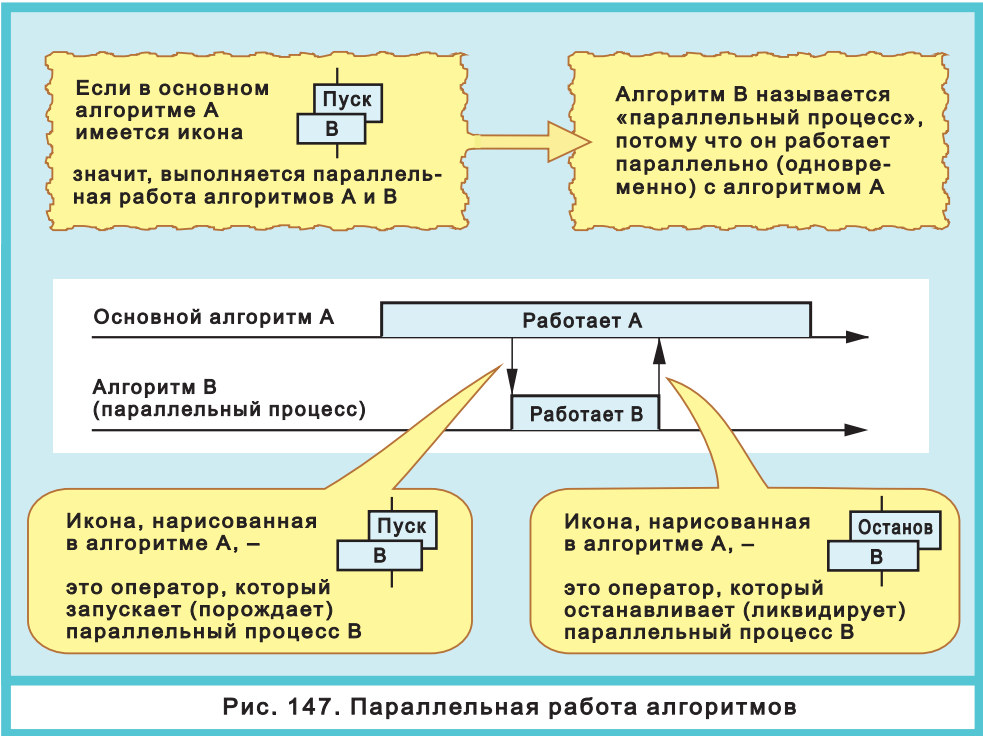 Если в основном
алгоритме А
имеется икона
Пуск
В
значит, выполняется параллель-
ная работа алгоритмов А и В
Алгоритм В называется
«параллельный процесс»,
потому что он работает
параллельно (одновре-
менно) с алгоритмом А
Основной алгоритм А
Работает А
Алгоритм В
(параллельный процесс)
Работает В
Икона, нарисованная
в алгоритме А, –
Пуск
В
это оператор, который
запускает (порождает)
параллельный процесс В
Икона, нарисованная
в алгоритме А, –
Останов
В
это оператор, который
останавливает (ликвидирует)
параллельный процесс В
Рис. 147. Параллельная работа алгоритмов